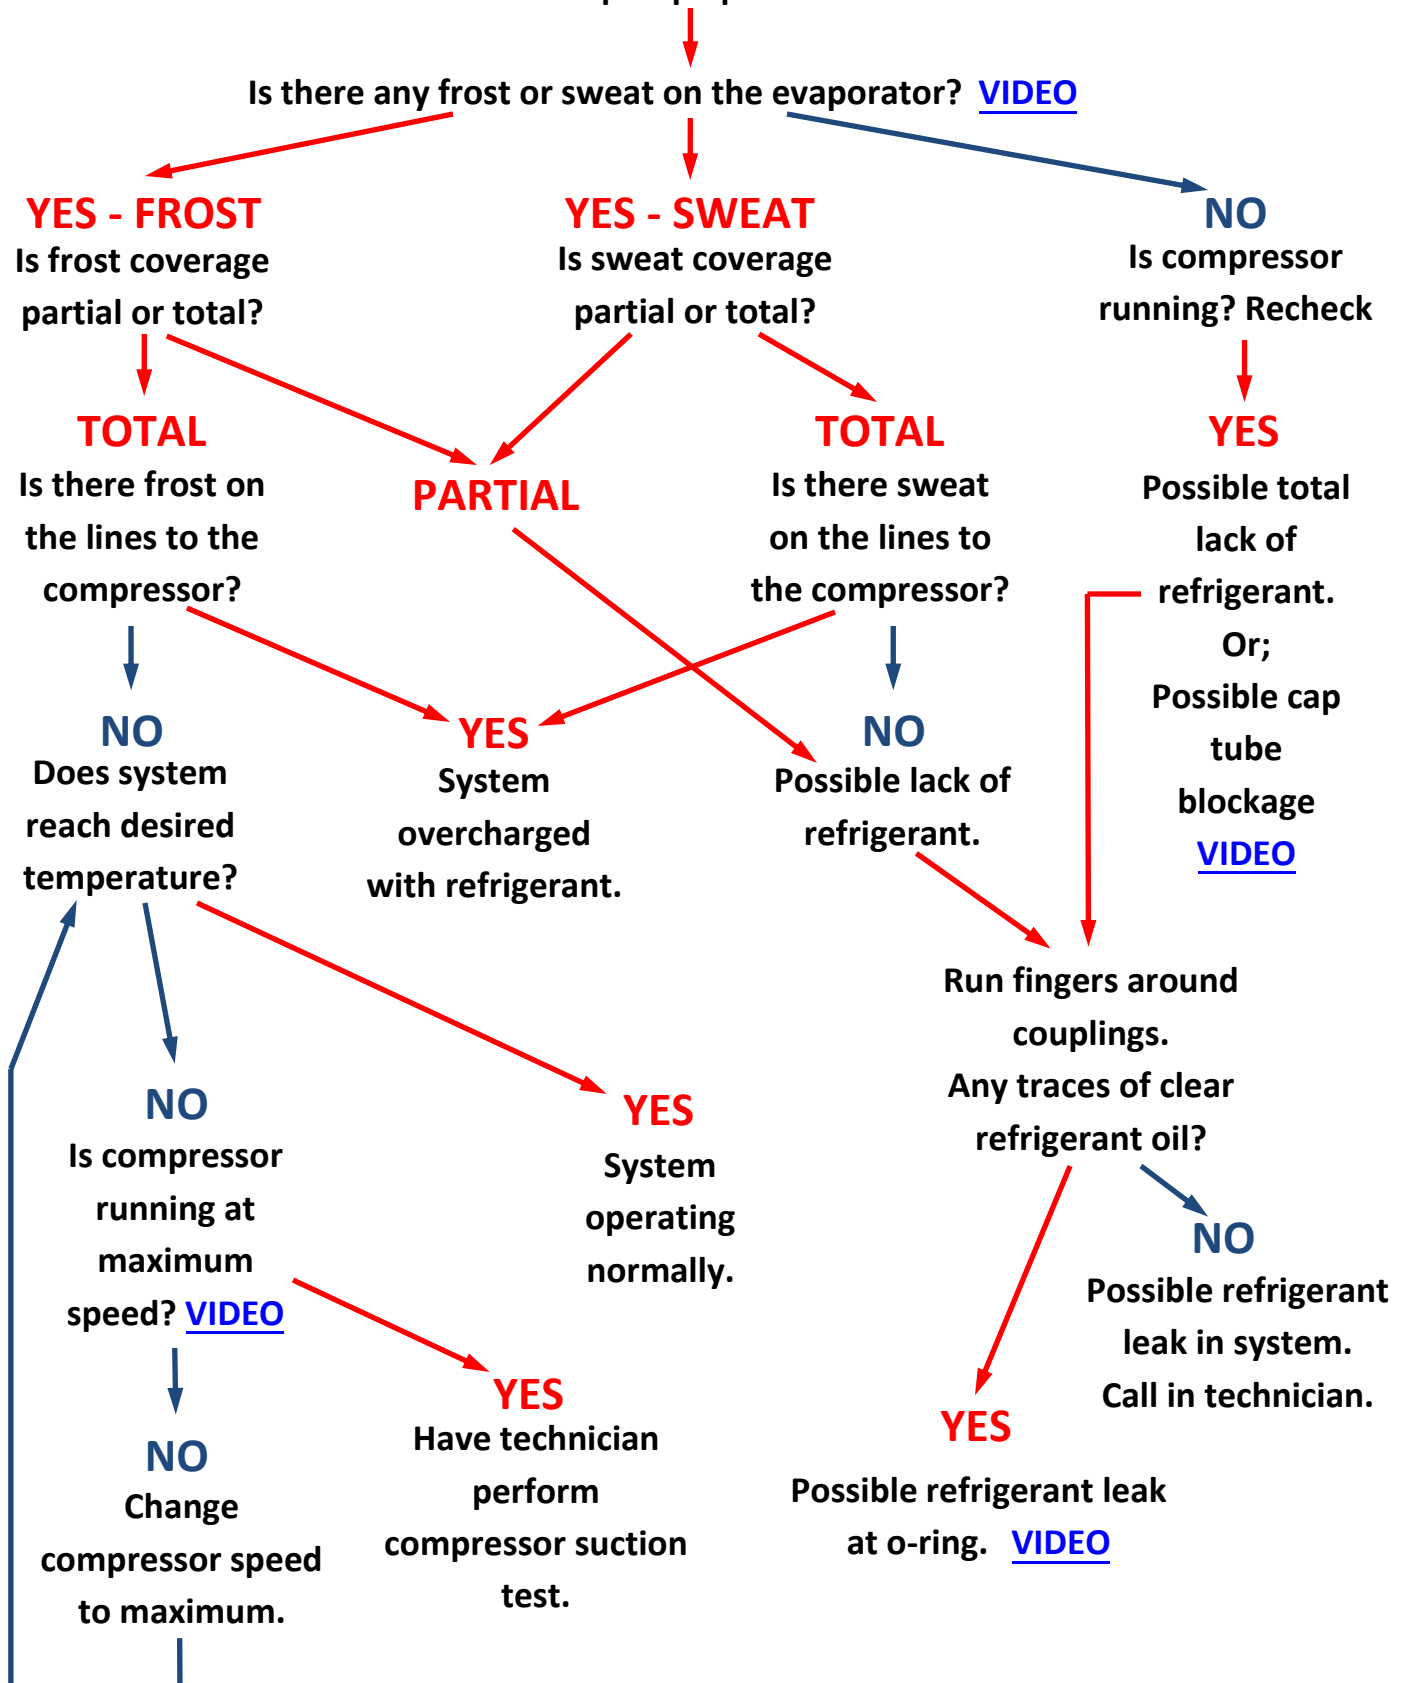 Is there any frost or sweat on the evaporator? VIDEO
YES - FROST
Is frost coverage
partial or total?
YES - SWEAT
Is sweat coverage
partial or total?
NO
Is compressor
running? Recheck
TOTAL
Is there frost on
the lines to the
compressor?
PARTIAL
TOTAL
Is there sweat
on the lines to
the compressor?
YES
Possible total
lack of
refrigerant.
Or;
Possible cap
tube
blockage
VIDEO
NO
Does system
reach desired
temperature?
YES
System
overcharged
with refrigerant.
NO
Possible lack of
refrigerant.
Run fingers around
couplings.
Any traces of clear
refrigerant oil?
NO
Is compressor
running at
maximum
speed? VIDEO
YES
System
operating
normally.
NO
Possible refrigerant
leak in system.
Call in technician.
YES
Have technician
perform
compressor suction
test.
YES
Possible refrigerant leak
at o-ring. VIDEO
NO
Change
compressor speed
to maximum.